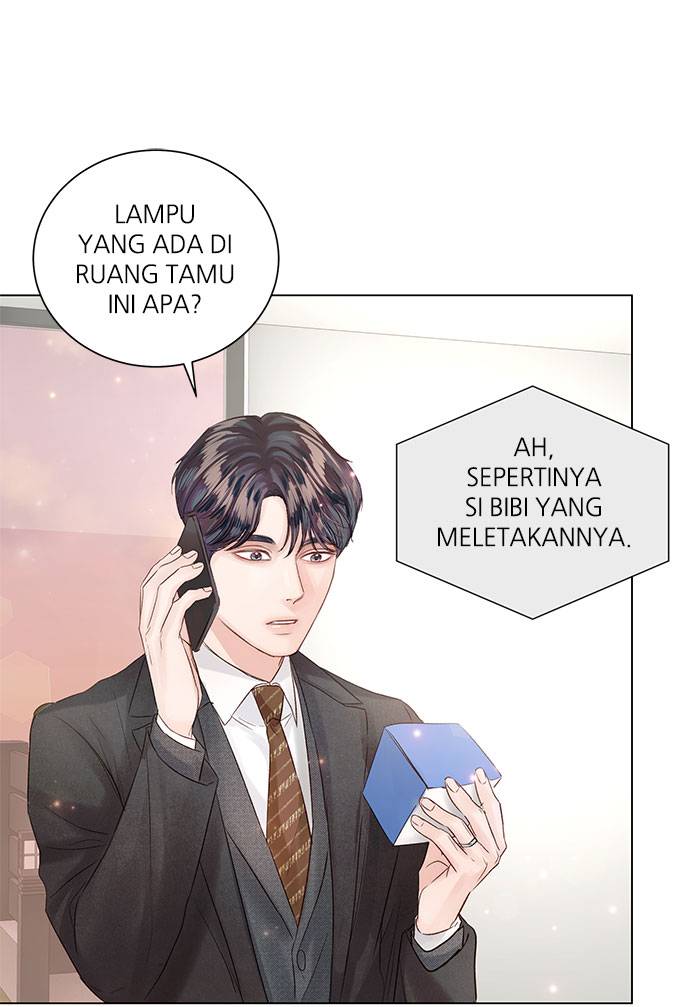 LAMPU
YANG ADA DI
RUANG TAMU
INI APA?
AH,
SEPERTINYA
SI BIBI YANG
MELETAKANNYA.